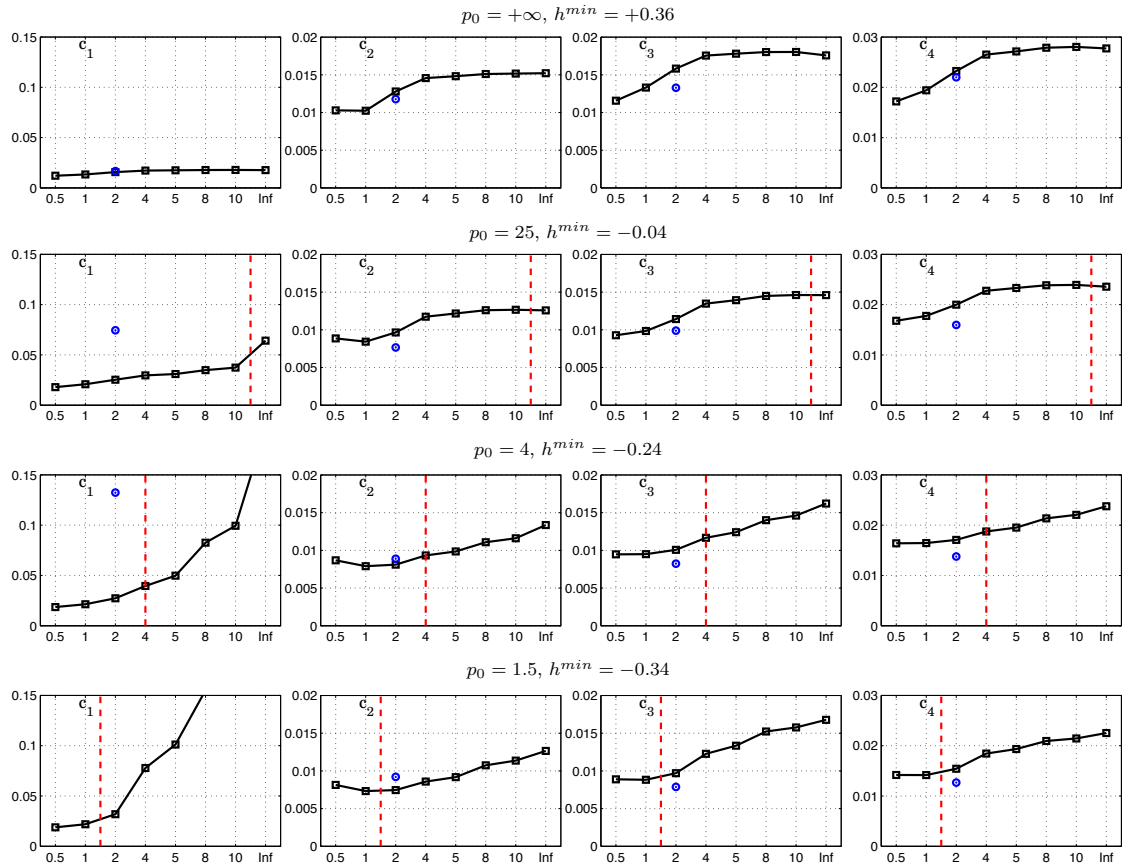 p₀ = +∞, hᵐⁱⁿ = +0.36
c₁ c₂ c₃ c₄
0.15 0.02 0.02 0.03
0.1 0.015 0.015 0.02
0.05 0.01 0.01 0.01
0.005 0.005
0 0 0 0
0.5 1 2 4 5 8 10 Inf 0.5 1 2 4 5 8 10 Inf 0.5 1 2 4 5 8 10 Inf 0.5 1 2 4 5 8 10 Inf
p₀ = 25, hᵐⁱⁿ = −0.04
c₁ c₂ c₃ c₄
0.15 0.02 0.02 0.03
0.1 0.015 0.015 0.02
0.05 0.01 0.01 0.01
0.005 0.005
0 0 0 0
0.5 1 2 4 5 8 10 Inf 0.5 1 2 4 5 8 10 Inf 0.5 1 2 4 5 8 10 Inf 0.5 1 2 4 5 8 10 Inf
p₀ = 4, hᵐⁱⁿ = −0.24
c₁ c₂ c₃ c₄
0.15 0.02 0.02 0.03
0.1 0.015 0.015 0.02
0.05 0.01 0.01 0.01
0.005 0.005
0 0 0 0
0.5 1 2 4 5 8 10 Inf 0.5 1 2 4 5 8 10 Inf 0.5 1 2 4 5 8 10 Inf 0.5 1 2 4 5 8 10 Inf
p₀ = 1.5, hᵐⁱⁿ = −0.34
c₁ c₂ c₃ c₄
0.15 0.02 0.02 0.03
0.1 0.015 0.015 0.02
0.05 0.01 0.01 0.01
0.005 0.005
0 0 0 0
0.5 1 2 4 5 8 10 Inf 0.5 1 2 4 5 8 10 Inf 0.5 1 2 4 5 8 10 Inf 0.5 1 2 4 5 8 10 Inf